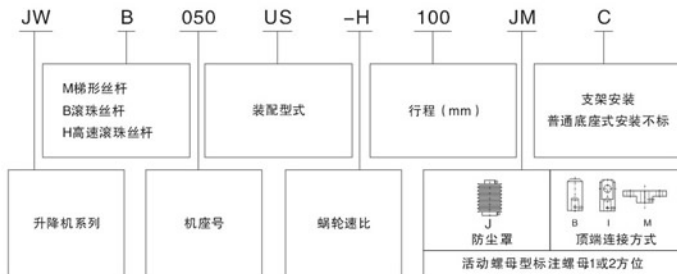 JW B 050 US -H 100 JM C
M梯形丝杆
B滚珠丝杆
H高速滚珠丝杆
装配型式
行程（mm）
支架安装
普通底座式安装不标
升降机系列
机座号
蜗轮速比
J
防尘罩
B I M
顶端连接方式
活动螺母型标注螺母1或2方位